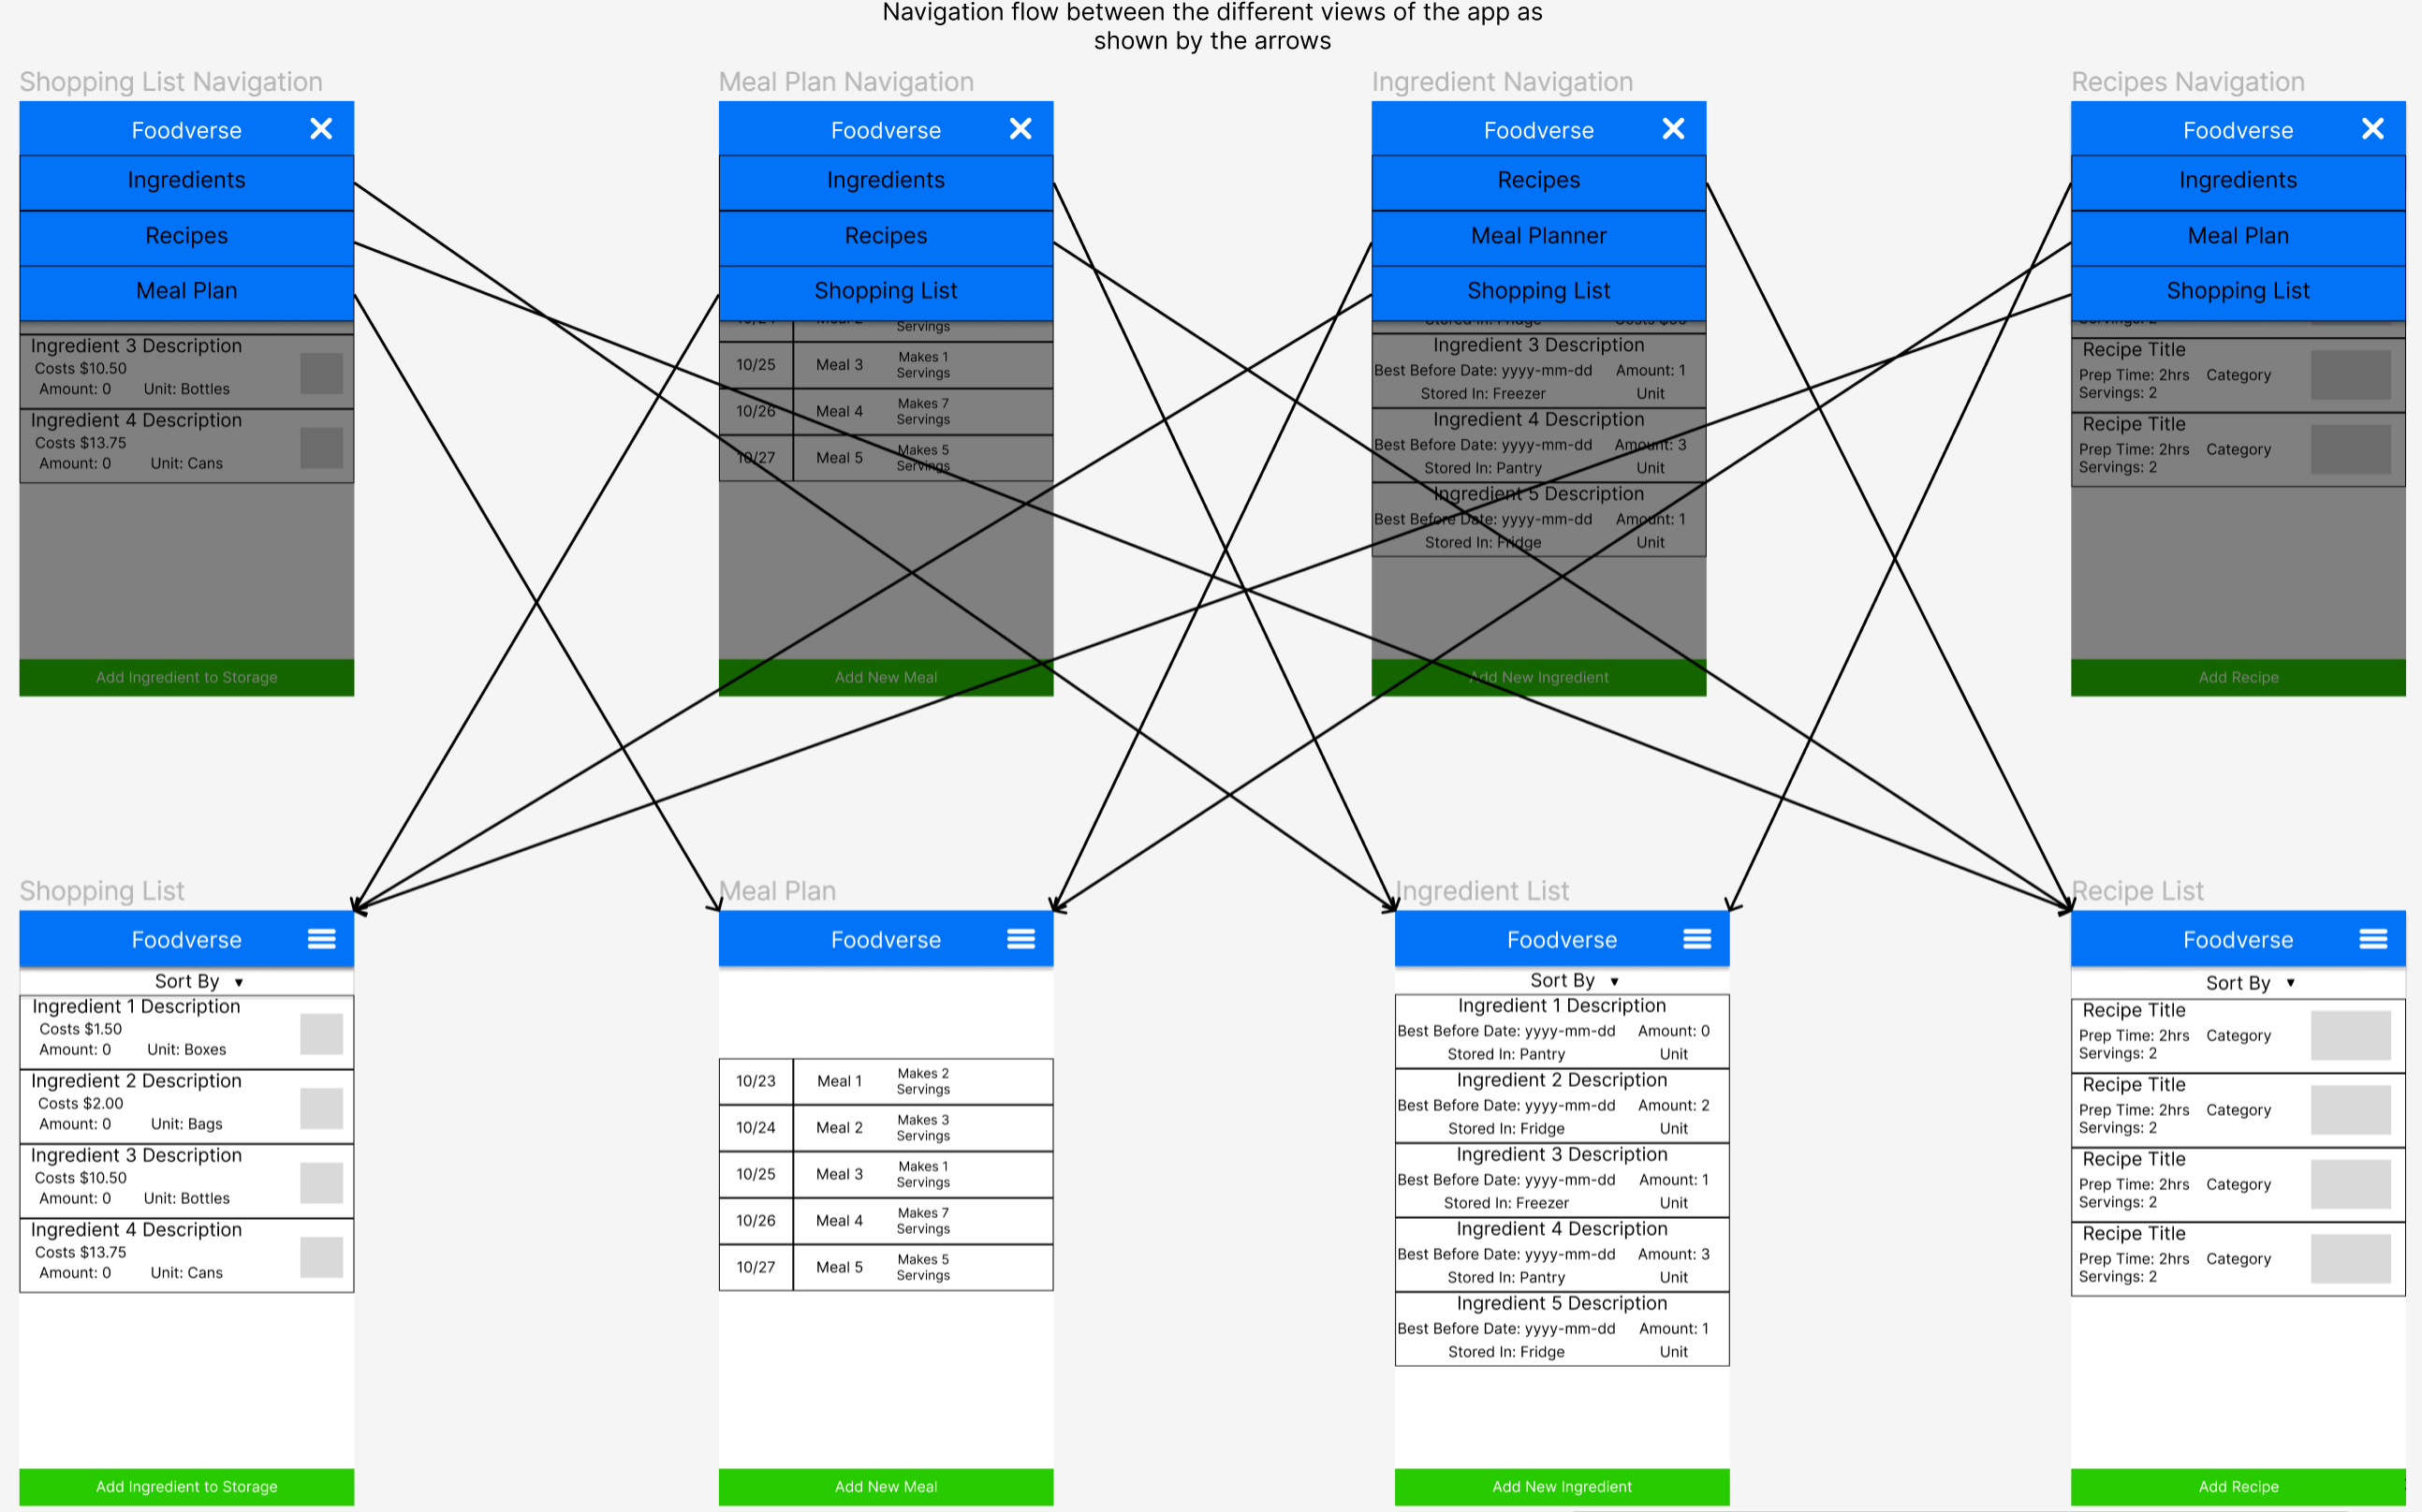 Navigation flow between the different views of the app as
shown by the arrows
Shopping List Navigation
Foodverse
Ingredients
Recipes
Meal Plan
Ingredient 3 Description
Costs $10.50
Amount: 0 Unit: Bottles
Ingredient 4 Description
Costs $13.75
Amount: 0 Unit: Cans
Add Ingredient to Storage
Meal Plan Navigation
Foodverse
Ingredients
Recipes
Shopping List
Servings
10/25 Meal 3 Makes 1
Servings
10/26 Meal 4 Makes 7
Servings
10/27 Meal 5 Makes 5
Servings
Add New Meal
Ingredient Navigation
Foodverse
Recipes
Meal Planner
Shopping List
Stored In: Fridge
Ingredient 3 Description
Best Before Date: yyyy-mm-dd Amount: 1
Stored In: Freezer Unit
Ingredient 4 Description
Best Before Date: yyyy-mm-dd Amount: 3
Stored In: Pantry Unit
Ingredient 5 Description
Best Before Date: yyyy-mm-dd Amount: 1
Stored In: Fridge Unit
Add New Ingredient
Recipes Navigation
Foodverse
Ingredients
Meal Plan
Shopping List
Recipe Title
Prep Time: 2hrs Category
Servings: 2
Recipe Title
Prep Time: 2hrs Category
Servings: 2
Add Recipe
Shopping List
Foodverse
Sort By ▼
Ingredient 1 Description
Costs $1.50
Amount: 0 Unit: Boxes
Ingredient 2 Description
Costs $2.00
Amount: 0 Unit: Bags
Ingredient 3 Description
Costs $10.50
Amount: 0 Unit: Bottles
Ingredient 4 Description
Costs $13.75
Amount: 0 Unit: Cans
Add Ingredient to Storage
Meal Plan
Foodverse
10/23 Meal 1 Makes 2
Servings
10/24 Meal 2 Makes 3
Servings
10/25 Meal 3 Makes 1
Servings
10/26 Meal 4 Makes 7
Servings
10/27 Meal 5 Makes 5
Servings
Add New Meal
Ingredient List
Foodverse
Sort By ▼
Ingredient 1 Description
Best Before Date: yyyy-mm-dd Amount: 0
Stored In: Pantry Unit
Ingredient 2 Description
Best Before Date: yyyy-mm-dd Amount: 2
Stored In: Fridge Unit
Ingredient 3 Description
Best Before Date: yyyy-mm-dd Amount: 1
Stored In: Freezer Unit
Ingredient 4 Description
Best Before Date: yyyy-mm-dd Amount: 3
Stored In: Pantry Unit
Ingredient 5 Description
Best Before Date: yyyy-mm-dd Amount: 1
Stored In: Fridge Unit
Add New Ingredient
Recipe List
Foodverse
Sort By ▼
Recipe Title
Prep Time: 2hrs Category
Servings: 2
Recipe Title
Prep Time: 2hrs Category
Servings: 2
Recipe Title
Prep Time: 2hrs Category
Servings: 2
Recipe Title
Prep Time: 2hrs Category
Servings: 2
Add Recipe